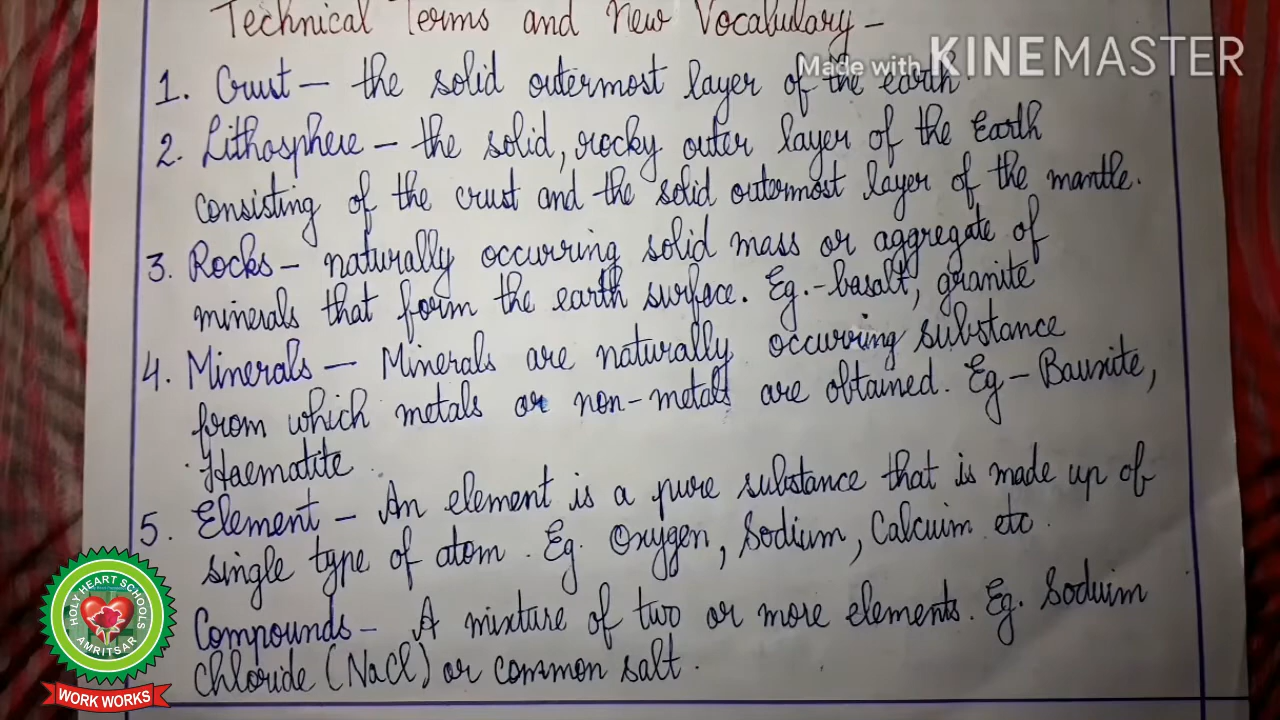 Technical Terms and New Vocabulary –
Made with KINEMASTER
1. Crust – the solid outermost layer of the earth.
2. Lithosphere – the solid, rocky outer layer of the Earth
consisting of the crust and the solid outermost layer of the mantle.
3. Rocks – naturally occurring solid mass or aggregate of
minerals that form the earth surface. Eg.- basalt, granite
4. Minerals – Minerals are naturally occurring substance
from which metals or non-metals are obtained. Eg – Bauxite,
Haematite.
5. Element – An element is a pure substance that is made up of
single type of atom. Eg. Oxygen, Sodium, Calcuim etc.
Compounds – A mixture of two or more elements. Eg. Soduim
chloride (NaCl) or common salt.
HOLY HEART SCHOOLS
AMRITSAR
WORK WORKS